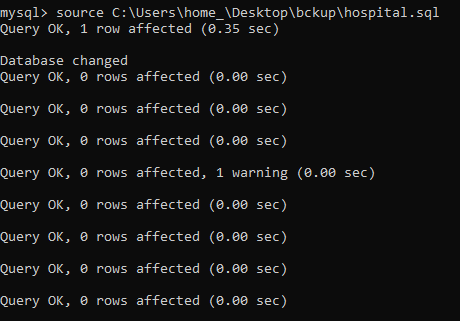 mysql> source C:\Users\home_\Desktop\bckup\hospital.sql
Query OK, 1 row affected (0.35 sec)
Database changed
Query OK, 0 rows affected (0.00 sec)
Query OK, 0 rows affected (0.00 sec)
Query OK, 0 rows affected (0.00 sec)
Query OK, 0 rows affected, 1 warning (0.00 sec)
Query OK, 0 rows affected (0.00 sec)
Query OK, 0 rows affected (0.00 sec)
Query OK, 0 rows affected (0.00 sec)
Query OK, 0 rows affected (0.00 sec)